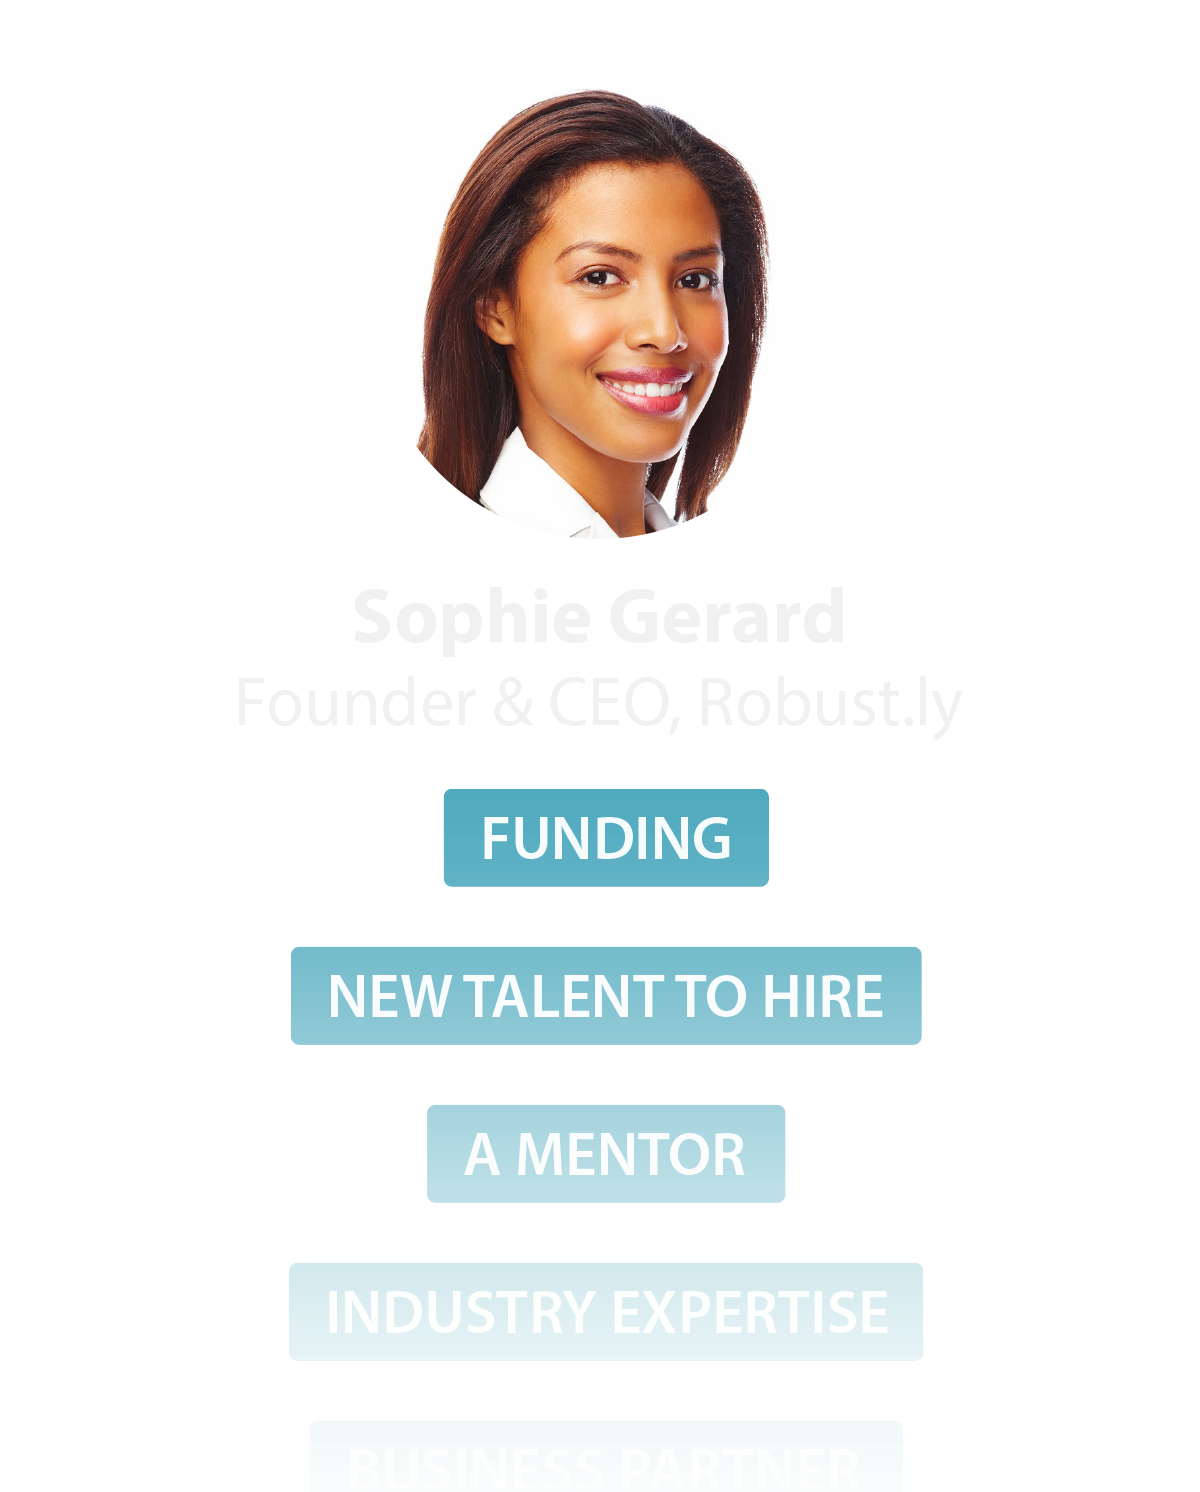 Sophie Gerard
Founder & CEO, Robust.ly
FUNDING
NEW TALENT TO HIRE
A MENTOR
INDUSTRY EXPERTISE
BUSINESS PARTNER